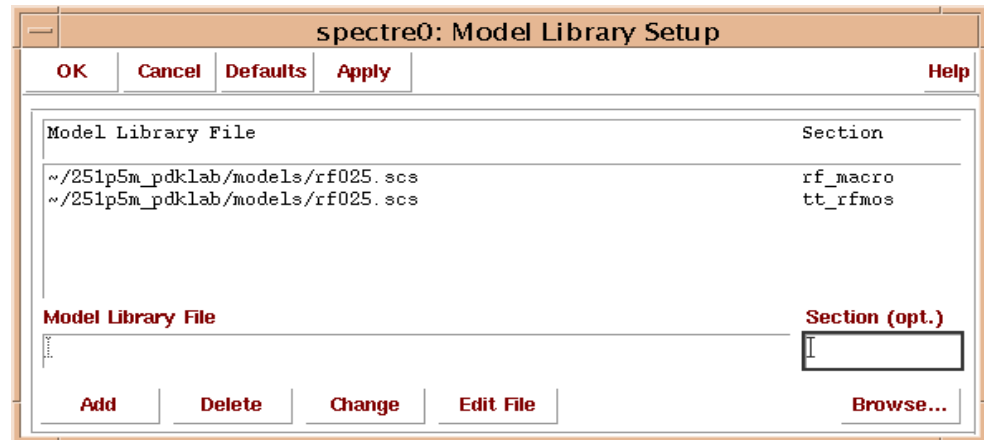 spectre0: Model Library Setup
OK Cancel Defaults Apply Help
Model Library File Section
~/251p5m_pdklab/models/rf025.scs rf_macro
~/251p5m_pdklab/models/rf025.scs tt_rfmos
Model Library File Section (opt.)
Add Delete Change Edit File Browse...